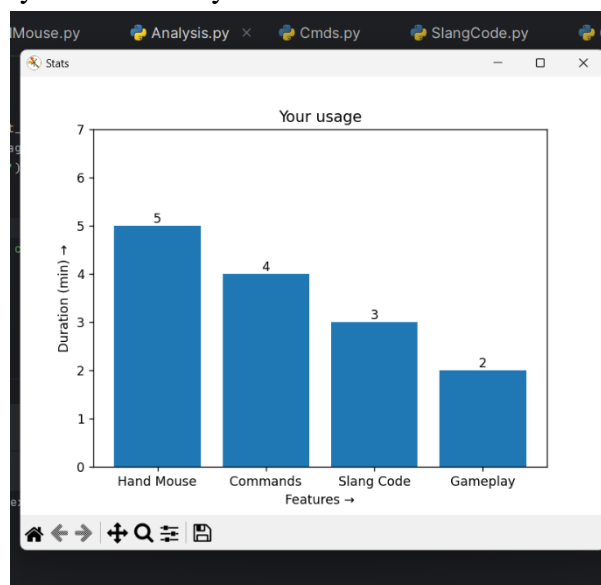 Mouse.py Analysis.py × Cmds.py SlangCode.py
Stats
Your usage
7
6
5
4
3
2
1
0
5
4
3
2
Duration (min) →
Hand Mouse Commands Slang Code Gameplay
Features →